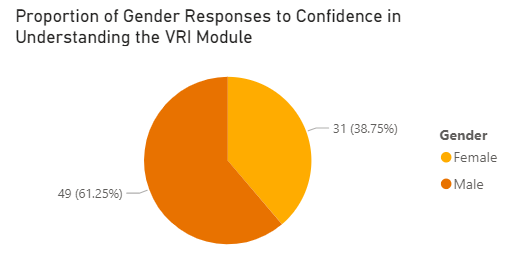 Proportion of Gender Responses to Confidence in
Understanding the VRI Module
31 (38.75%)
49 (61.25%)
Gender
Female
Male